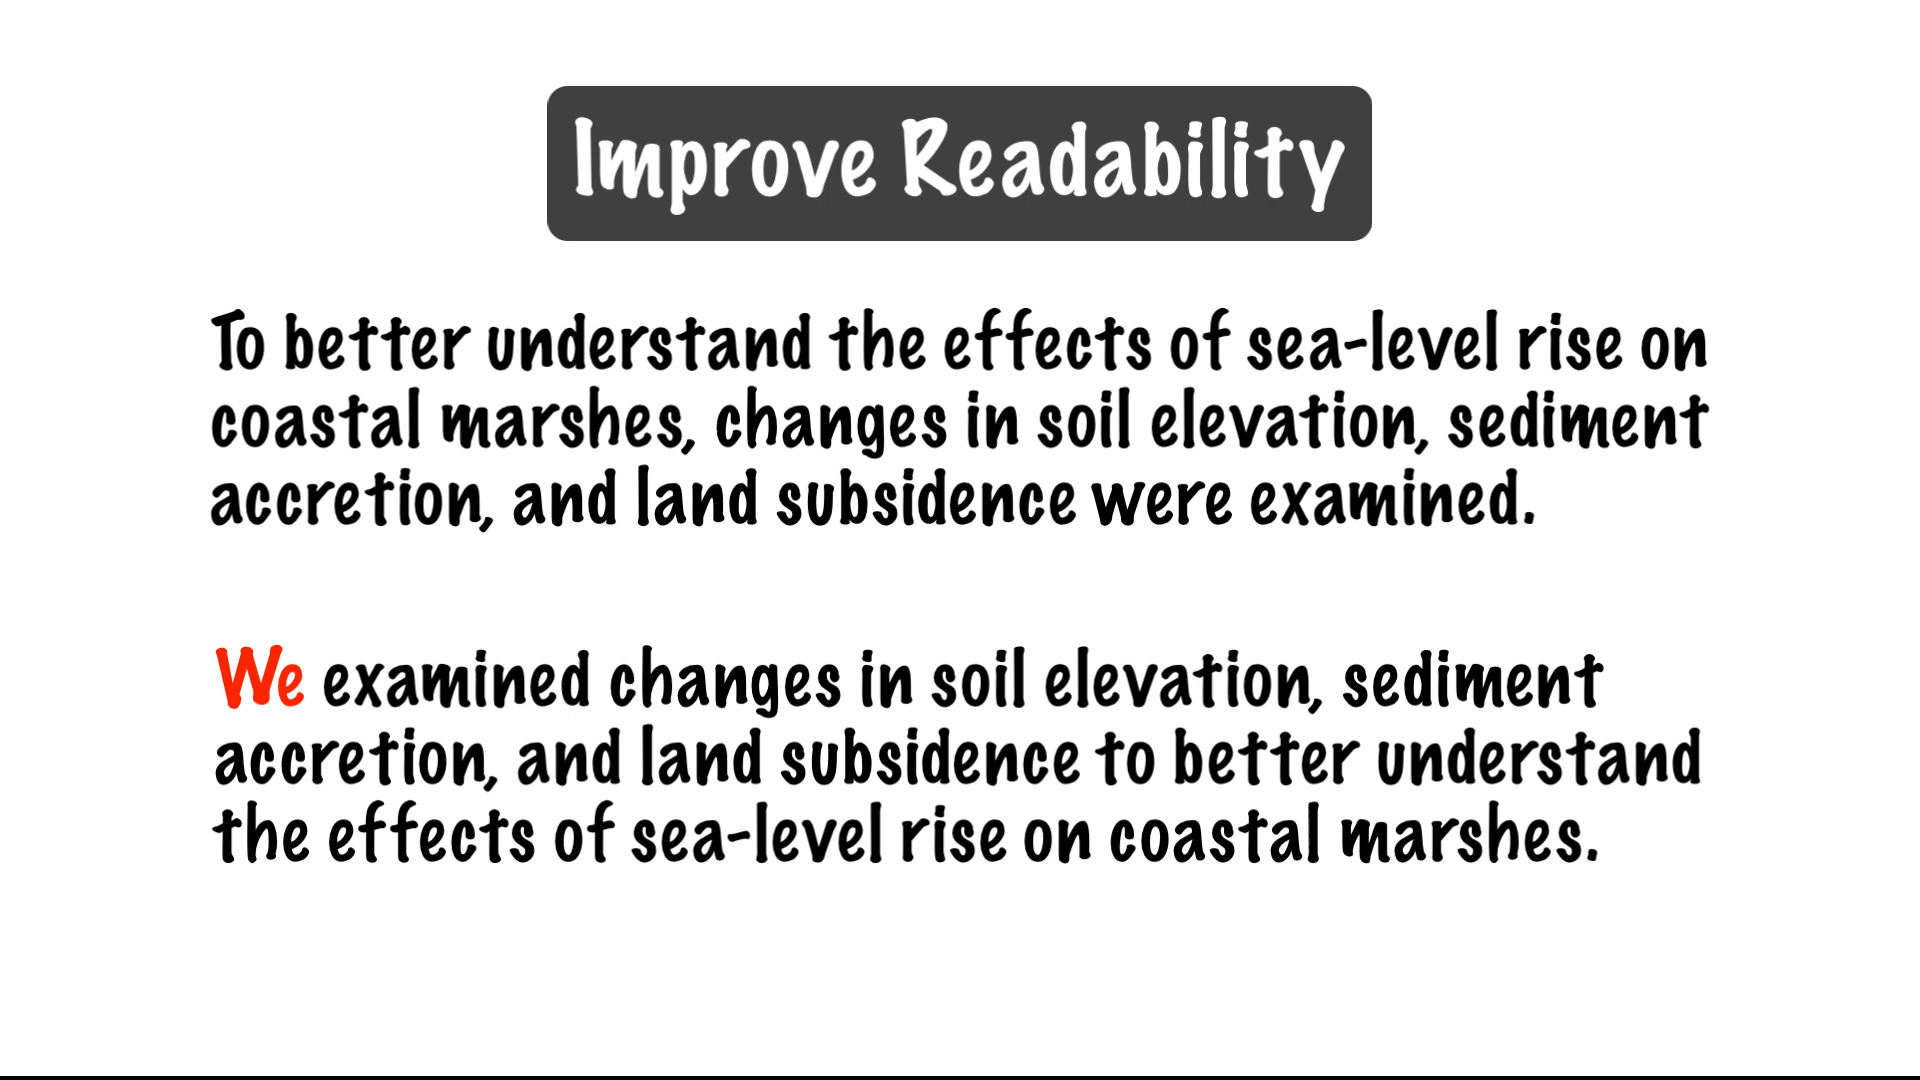 Improve Readability
To better understand the effects of sea-level rise on
coastal marshes, changes in soil elevation, sediment
accretion, and land subsidence were examined.
We examined changes in soil elevation, sediment
accretion, and land subsidence to better understand
the effects of sea-level rise on coastal marshes.